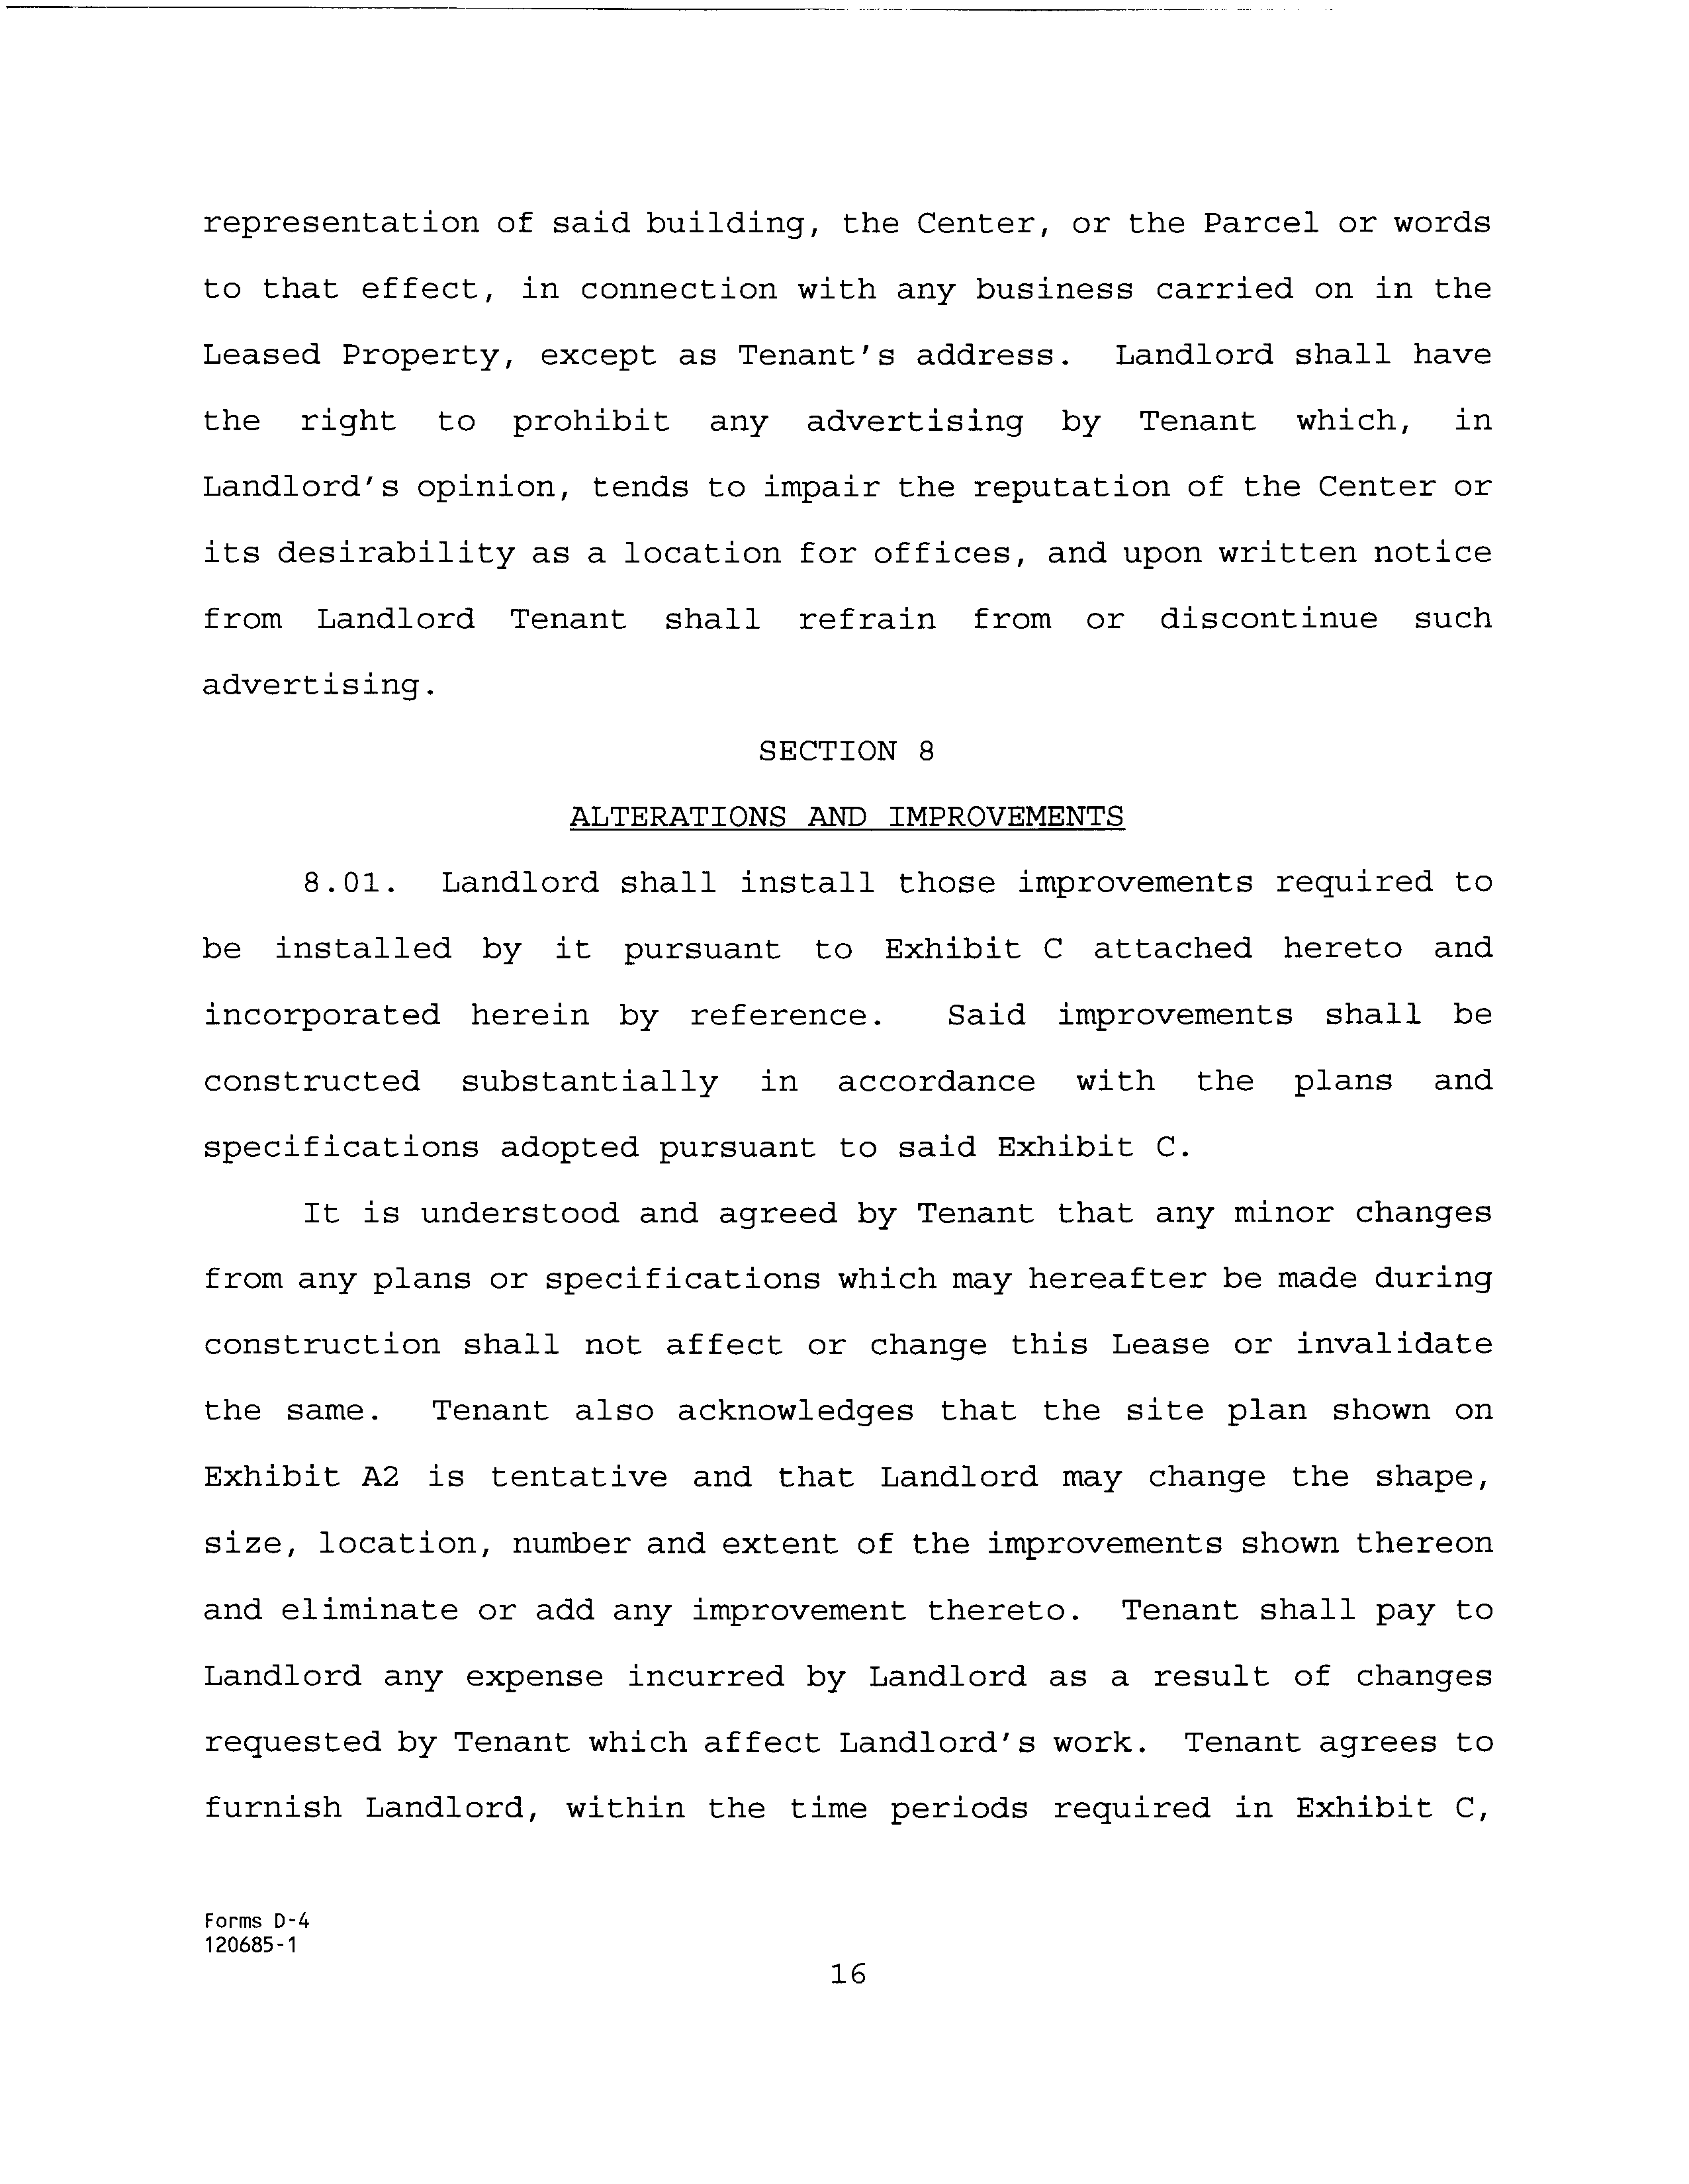 representation of said building, the Center, or the Parcel or words
to that effect, in connection with any business carried on in the
Leased Property, except as Tenant's address. Landlord shall have
the right to prohibit any advertising by Tenant which, in
Landlord's opinion, tends to impair the reputation of the Center or
its desirability as a location for offices, and upon written notice
from Landlord Tenant shall refrain from or discontinue such
advertising.
SECTION 8
ALTERATIONS AND IMPROVEMENTS
8.01. Landlord shall install those improvements required to
be installed by it pursuant to Exhibit C attached hereto and
incorporated herein by reference. Said improvements shall be
constructed substantially in accordance with the plans and
specifications adopted pursuant to said Exhibit C.
It is understood and agreed by Tenant that any minor changes
from any plans or specifications which may hereafter be made during
construction shall not affect or change this Lease or invalidate
the same. Tenant also acknowledges that the site plan shown on
Exhibit A2 is tentative and that Landlord may change the shape,
size, location, number and extent of the improvements shown thereon
and eliminate or add any improvement thereto. Tenant shall pay to
Landlord any expense incurred by Landlord as a result of changes
requested by Tenant which affect Landlord's work. Tenant agrees to
furnish Landlord, within the time periods required in Exhibit C,
Forms D-4
120685-1
16